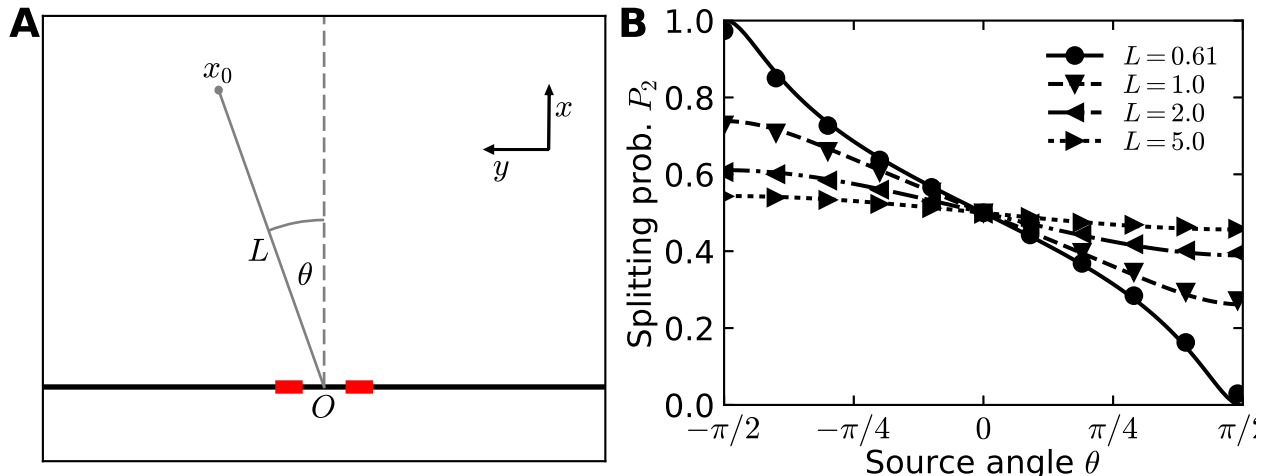 A
x₀
x
y
L
θ
O
B
Splitting prob. P₂
1.0
0.8
0.6
0.4
0.2
0.0
L = 0.61
L = 1.0
L = 2.0
L = 5.0
−π/2
−π/4
0
π/4
π/2
Source angle θ